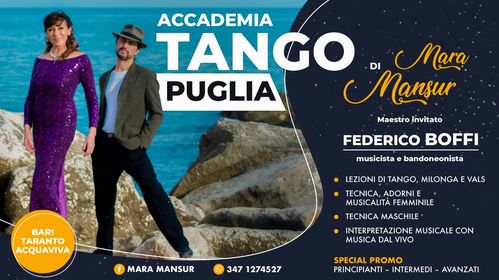 ACCADEMIA
TANGO
PUGLIA
DI
Mara
Mansur
Maestro Invitato
FEDERICO BOFFI
musicista e bandoneonista
• LEZIONI DI TANGO, MILONGA E VALS
• TECNICA, ADORNI E
MUSICALITÀ FEMMINILE
• TECNICA MASCHILE
• INTERPRETAZIONE MUSICALE CON
MUSICA DAL VIVO
SPECIAL PROMO
PRINCIPIANTI - INTERMEDI - AVANZATI
BARI
TARANTO
ACQUAVIVA
MARA MANSUR
347 1274527